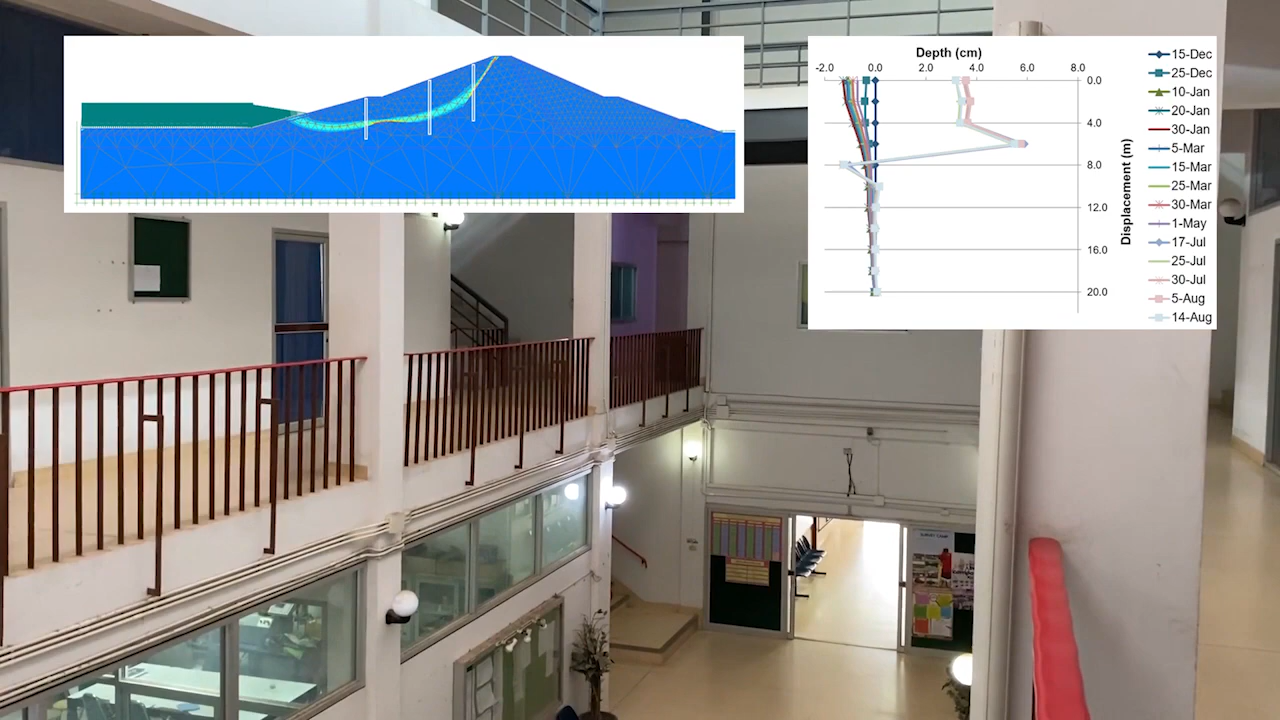 Depth (cm)
-2.0 0.0 2.0 4.0 6.0 8.0
0.0
4.0
8.0
12.0
16.0
20.0
Displacement (m)
15-Dec
25-Dec
10-Jan
20-Jan
30-Jan
5-Mar
15-Mar
25-Mar
30-Mar
1-May
17-Jul
25-Jul
30-Jul
5-Aug
14-Aug